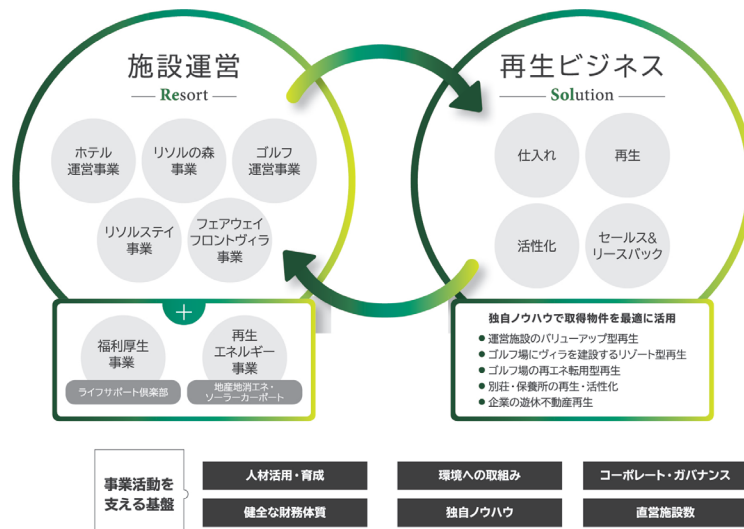 施設運営
Resort
ホテル
運営事業
リソルの森
事業
ゴルフ
運営事業
リソルステイ
事業
フェアウェイ
フロントヴィラ
事業
+
福利厚生
事業
ライフサポート倶楽部
再生
エネルギー
事業
地産地消エネ・
ソーラーカーポート
再生ビジネス
Solution
仕入れ
再生
活性化
セールス&
リースバック
独自ノウハウで取得物件を最適に活用
● 運営施設のバリューアップ型再生
● ゴルフ場にヴィラを建設するリゾート型再生
● ゴルフ場の再エネ転用型再生
● 別荘・保養所の再生・活性化
● 企業の遊休不動産再生
事業活動を
支える基盤
人材活用・育成
環境への取組み
コーポレート・ガバナンス
健全な財務体質
独自ノウハウ
直営施設数